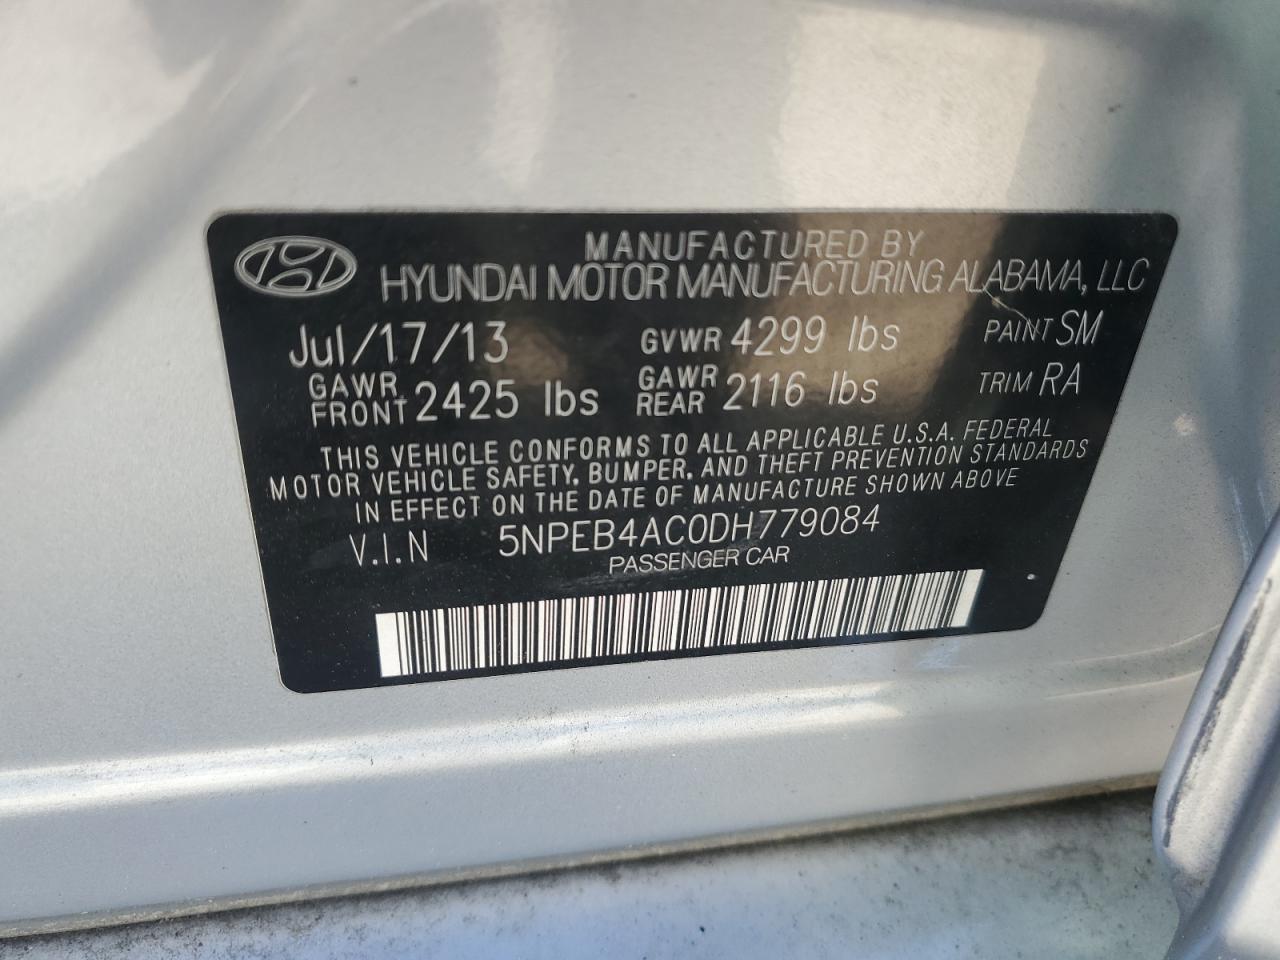 MANUFACTURED BY
HYUNDAI MOTOR MANUFACTURING ALABAMA, LLC
Jul/17/13 GVWR 4299 lbs PAINT SM
GAWR FRONT 2425 lbs GAWR REAR 2116 lbs TRIM RA
THIS VEHICLE CONFORMS TO ALL APPLICABLE U.S.A. FEDERAL
MOTOR VEHICLE SAFETY, BUMPER, AND THEFT PREVENTION STANDARDS
IN EFFECT ON THE DATE OF MANUFACTURE SHOWN ABOVE
V.I.N 5NPEB4AC0DH779084
PASSENGER CAR